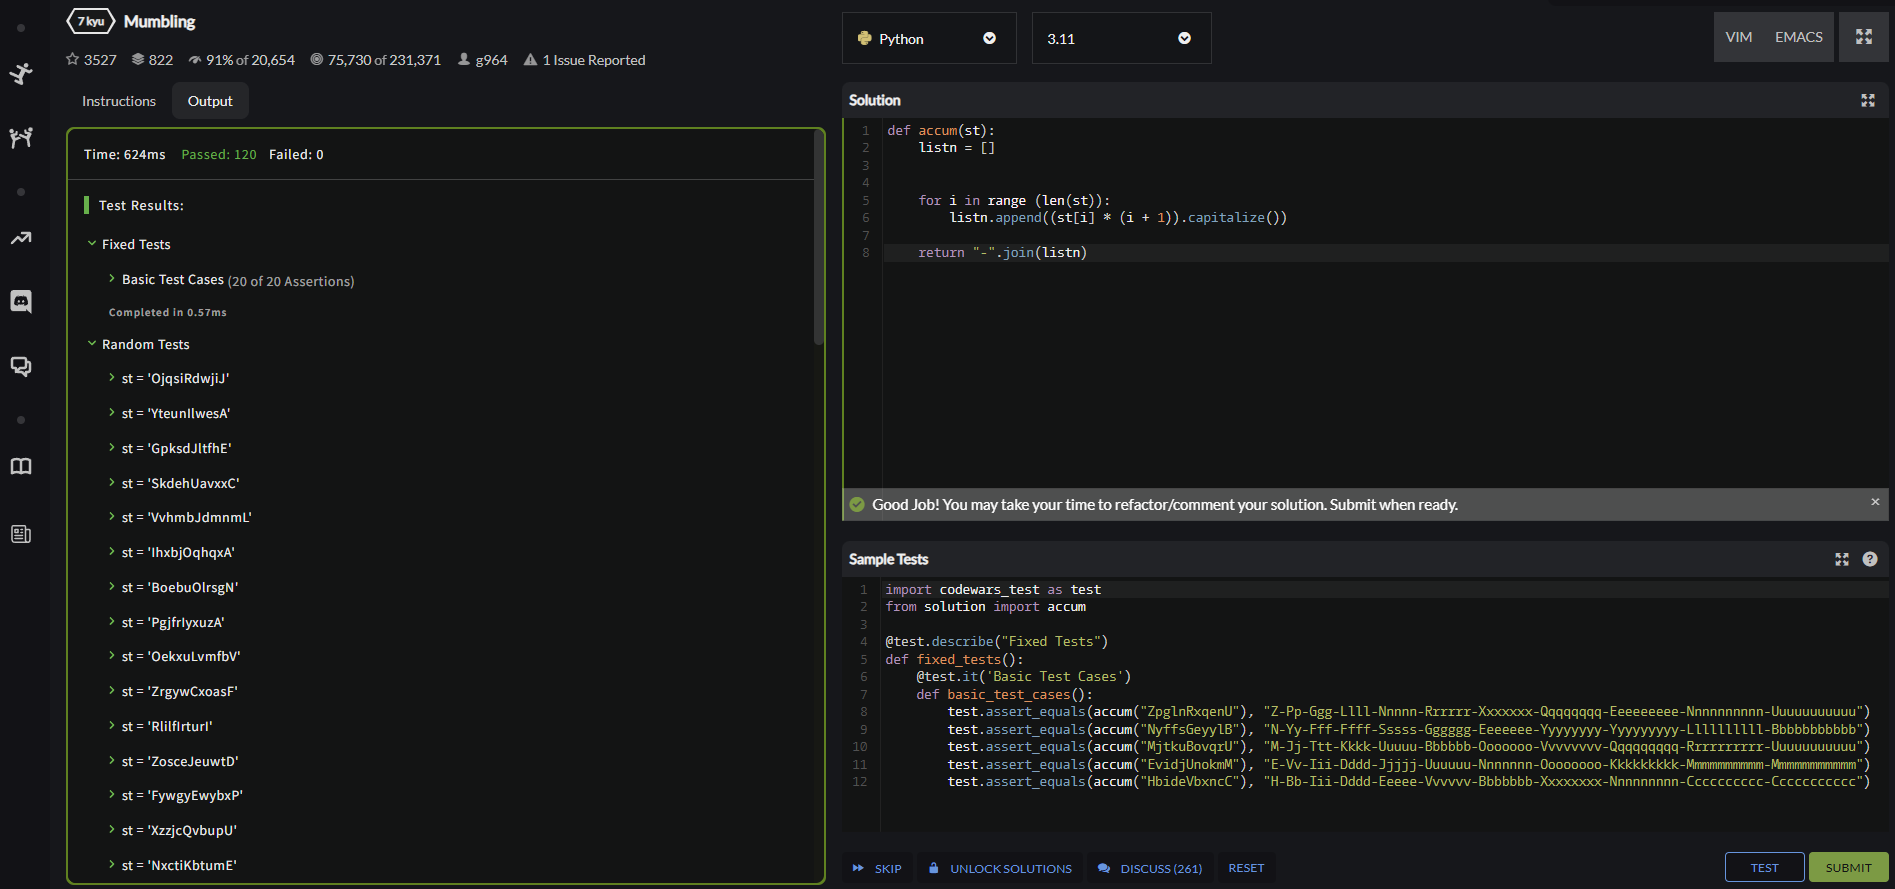 7 kyu Mumbling
3527 822 91% of 20,654 75,730 of 231,371 g964 1 Issue Reported
Instructions Output
Time: 624ms Passed: 120 Failed: 0
Test Results:
Fixed Tests
Basic Test Cases (20 of 20 Assertions)
Completed in 0.57ms
Random Tests
st = 'OjqsiRdwjiJ'
st = 'YteunIlwesA'
st = 'GpksdJltfhE'
st = 'SkdehUavxxC'
st = 'VvhmbJdmnmL'
st = 'IhxbjOqhqxA'
st = 'BoebuOlrsgN'
st = 'PgjfrIyxuzA'
st = 'OekxuLvmfbV'
st = 'ZrgywCxoasF'
st = 'RlilfIrturI'
st = 'ZosceJeuwtD'
st = 'FywgyEwybxP'
st = 'XzzjcQvbupU'
st = 'NxctiKbtumE'
Python 3.11 VIM EMACS
Solution
1 def accum(st):
2 listn = []
3
4
5 for i in range (len(st)):
6 listn.append((st[i] * (i + 1)).capitalize())
7
8 return "-".join(listn)
Good Job! You may take your time to refactor/comment your solution. Submit when ready. ×
Sample Tests ?
1 import codewars_test as test
2 from solution import accum
3
4 @test.describe("Fixed Tests")
5 def fixed_tests():
6 @test.it('Basic Test Cases')
7 def basic_test_cases():
8 test.assert_equals(accum("ZpglnRxqenU"), "Z-Pp-Ggg-Llll-Nnnnn-Rrrrrr-Xxxxxxx-Qqqqqqqq-Eeeeeeeee-Nnnnnnnnnn-Uuuuuuuuuuu")
9 test.assert_equals(accum("NyffsGeyylB"), "N-Yy-Fff-Ffff-Sssss-Gggggg-Eeeeeee-Yyyyyyyy-Yyyyyyyyy-Llllllllll-Bbbbbbbbbbb")
10 test.assert_equals(accum("MjtkuBovqrU"), "M-Jj-Ttt-Kkkk-Uuuuu-Bbbbbb-Ooooooo-Vvvvvvvv-Qqqqqqqqq-Rrrrrrrrrr-Uuuuuuuuuuu")
11 test.assert_equals(accum("EvidjUnokmM"), "E-Vv-Iii-Dddd-Jjjjj-Uuuuuu-Nnnnnnn-Oooooooo-Kkkkkkkkk-Mmmmmmmmmm-Mmmmmmmmmmm")
12 test.assert_equals(accum("HbideVbxncC"), "H-Bb-Iii-Dddd-Eeeee-Vvvvvv-Bbbbbbb-Xxxxxxxx-Nnnnnnnnn-Cccccccccc-Ccccccccccc")
SKIP UNLOCK SOLUTIONS DISCUSS (261) RESET TEST SUBMIT